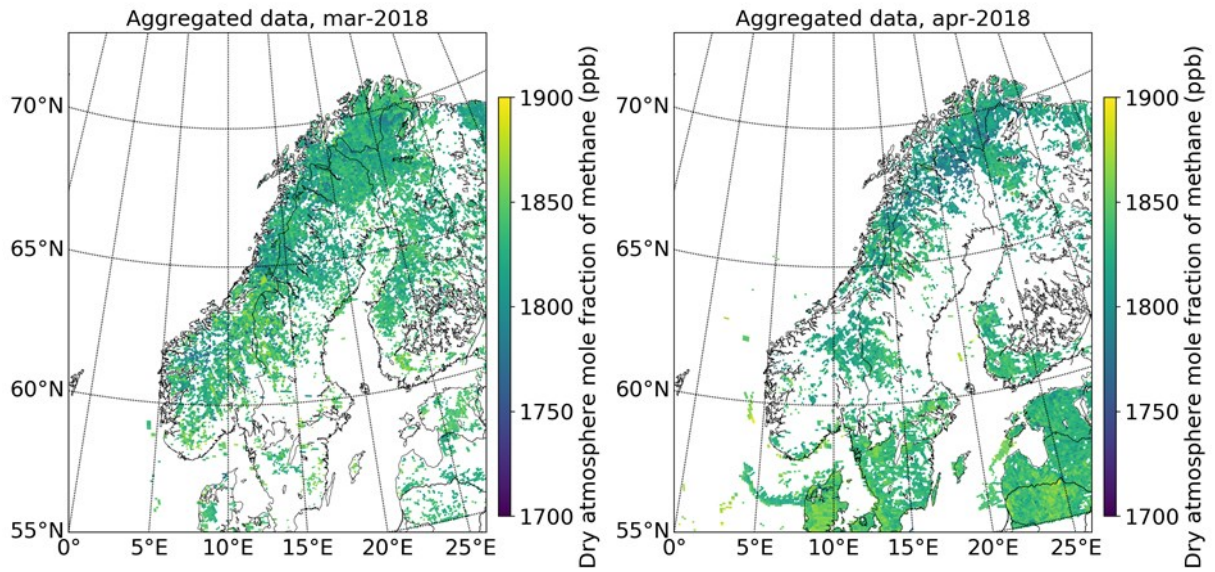 Aggregated data, mar-2018
70°N
65°N
60°N
55°N
0°
5°E
10°E
15°E
20°E
25°E
1900
1850
1800
1750
1700
Dry atmosphere mole fraction of methane (ppb)
Aggregated data, apr-2018
70°N
65°N
60°N
55°N
0°
5°E
10°E
15°E
20°E
25°E
1900
1850
1800
1750
1700
Dry atmosphere mole fraction of methane (ppb)